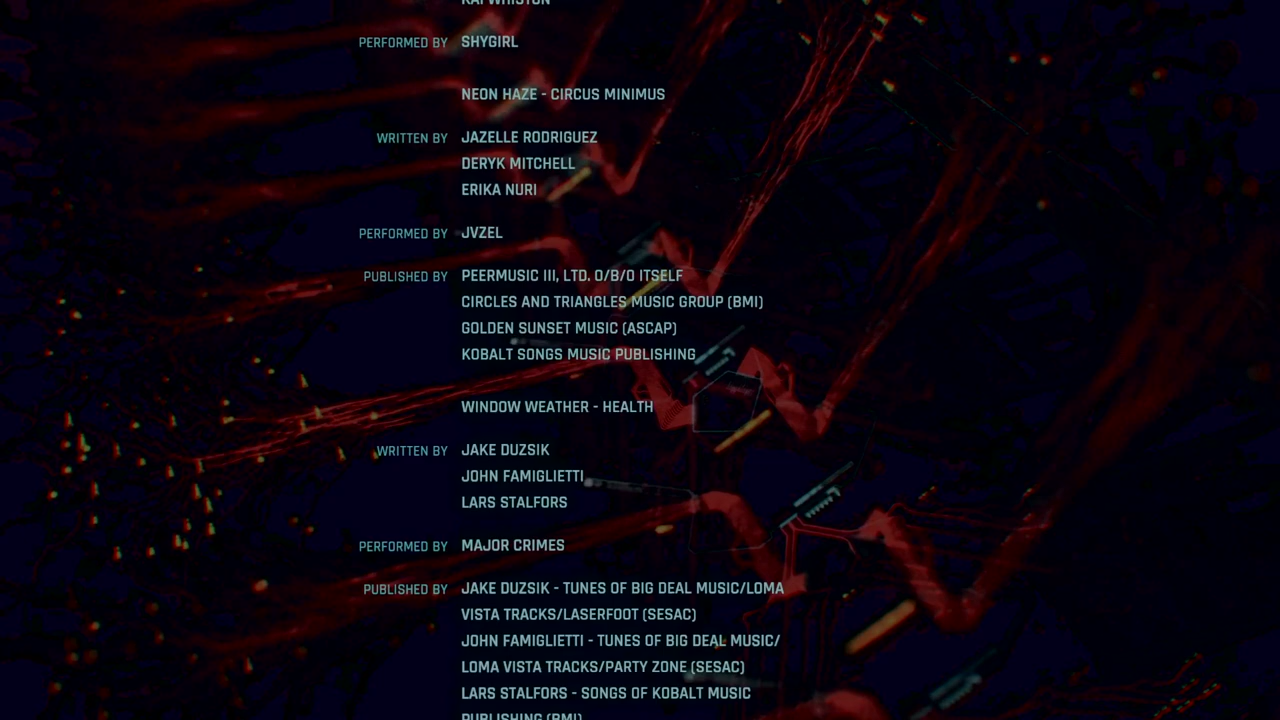 KAI WHISTON
PERFORMED BY SHYGIRL
NEON HAZE - CIRCUS MINIMUS
WRITTEN BY JAZELLE RODRIGUEZ
DERYK MITCHELL
ERIKA NURI
PERFORMED BY JVZEL
PUBLISHED BY PEERMUSIC III, LTD. O/B/O ITSELF
CIRCLES AND TRIANGLES MUSIC GROUP (BMI)
GOLDEN SUNSET MUSIC (ASCAP)
KOBALT SONGS MUSIC PUBLISHING
WINDOW WEATHER - HEALTH
WRITTEN BY JAKE DUZSIK
JOHN FAMIGLIETTI
LARS STALFORS
PERFORMED BY MAJOR CRIMES
PUBLISHED BY JAKE DUZSIK - TUNES OF BIG DEAL MUSIC/LOMA
VISTA TRACKS/LASERFOOT (SESAC)
JOHN FAMIGLIETTI - TUNES OF BIG DEAL MUSIC/
LOMA VISTA TRACKS/PARTY ZONE (SESAC)
LARS STALFORS - SONGS OF KOBALT MUSIC
PUBLISHING (BMI)